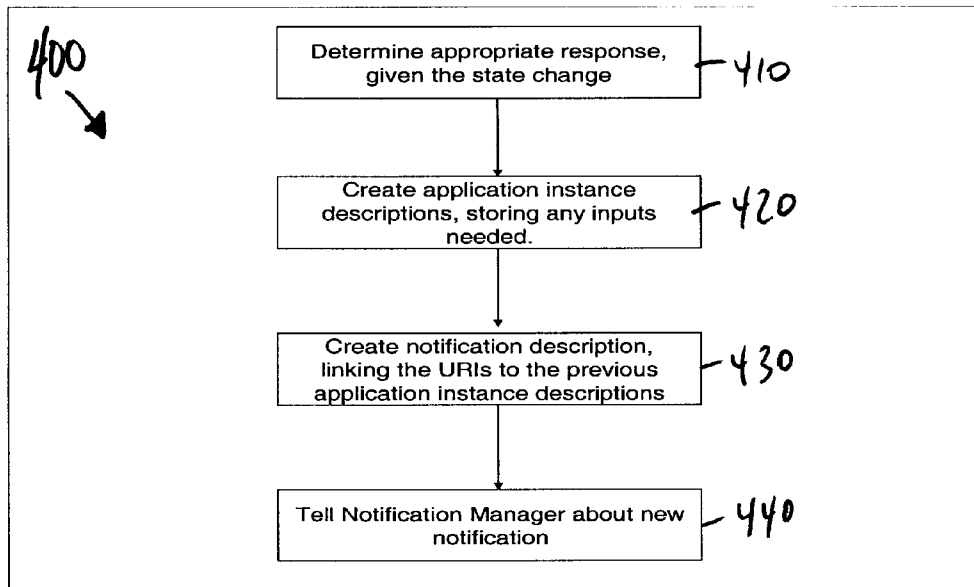 400
Determine appropriate response,
given the state change
410
Create application instance
descriptions, storing any inputs
needed.
420
Create notification description,
linking the URIs to the previous
application instance descriptions
430
Tell Notification Manager about new
notification
440